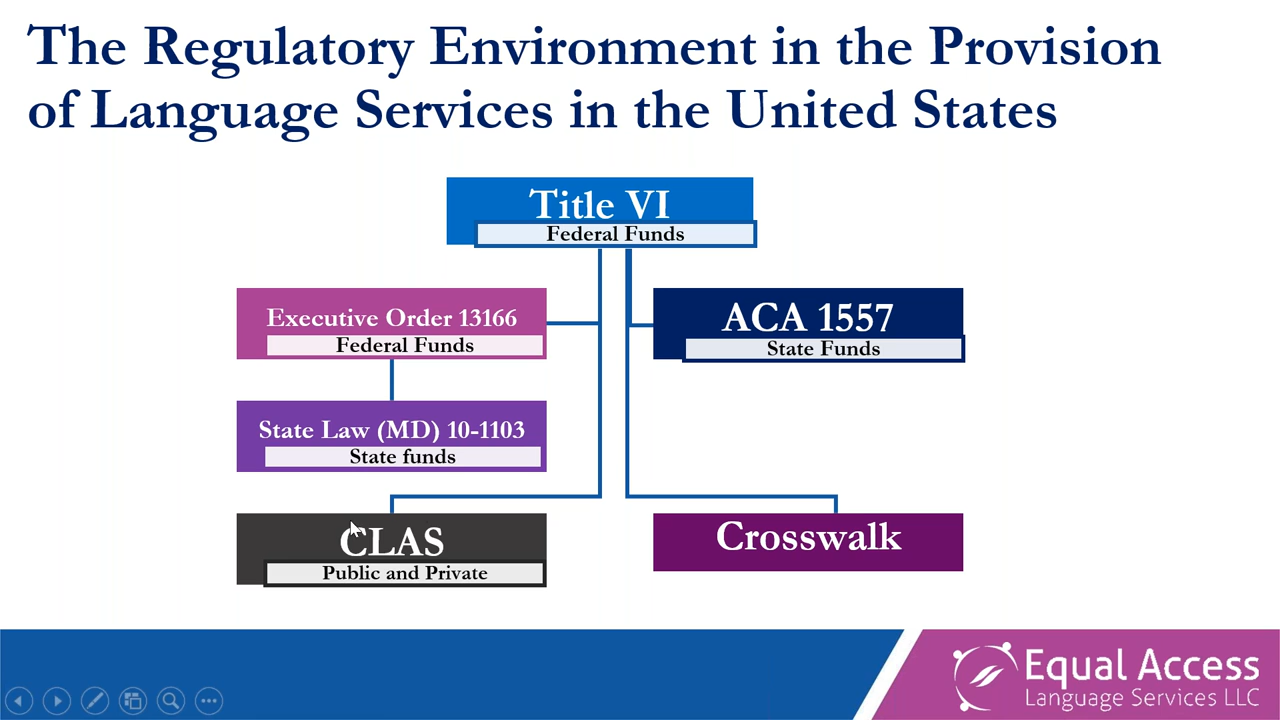 The Regulatory Environment in the Provision
of Language Services in the United States
Title VI
Federal Funds
Executive Order 13166
Federal Funds
ACA 1557
State Funds
State Law (MD) 10-1103
State funds
CLAS
Public and Private
Crosswalk
Equal Access
Language Services LLC